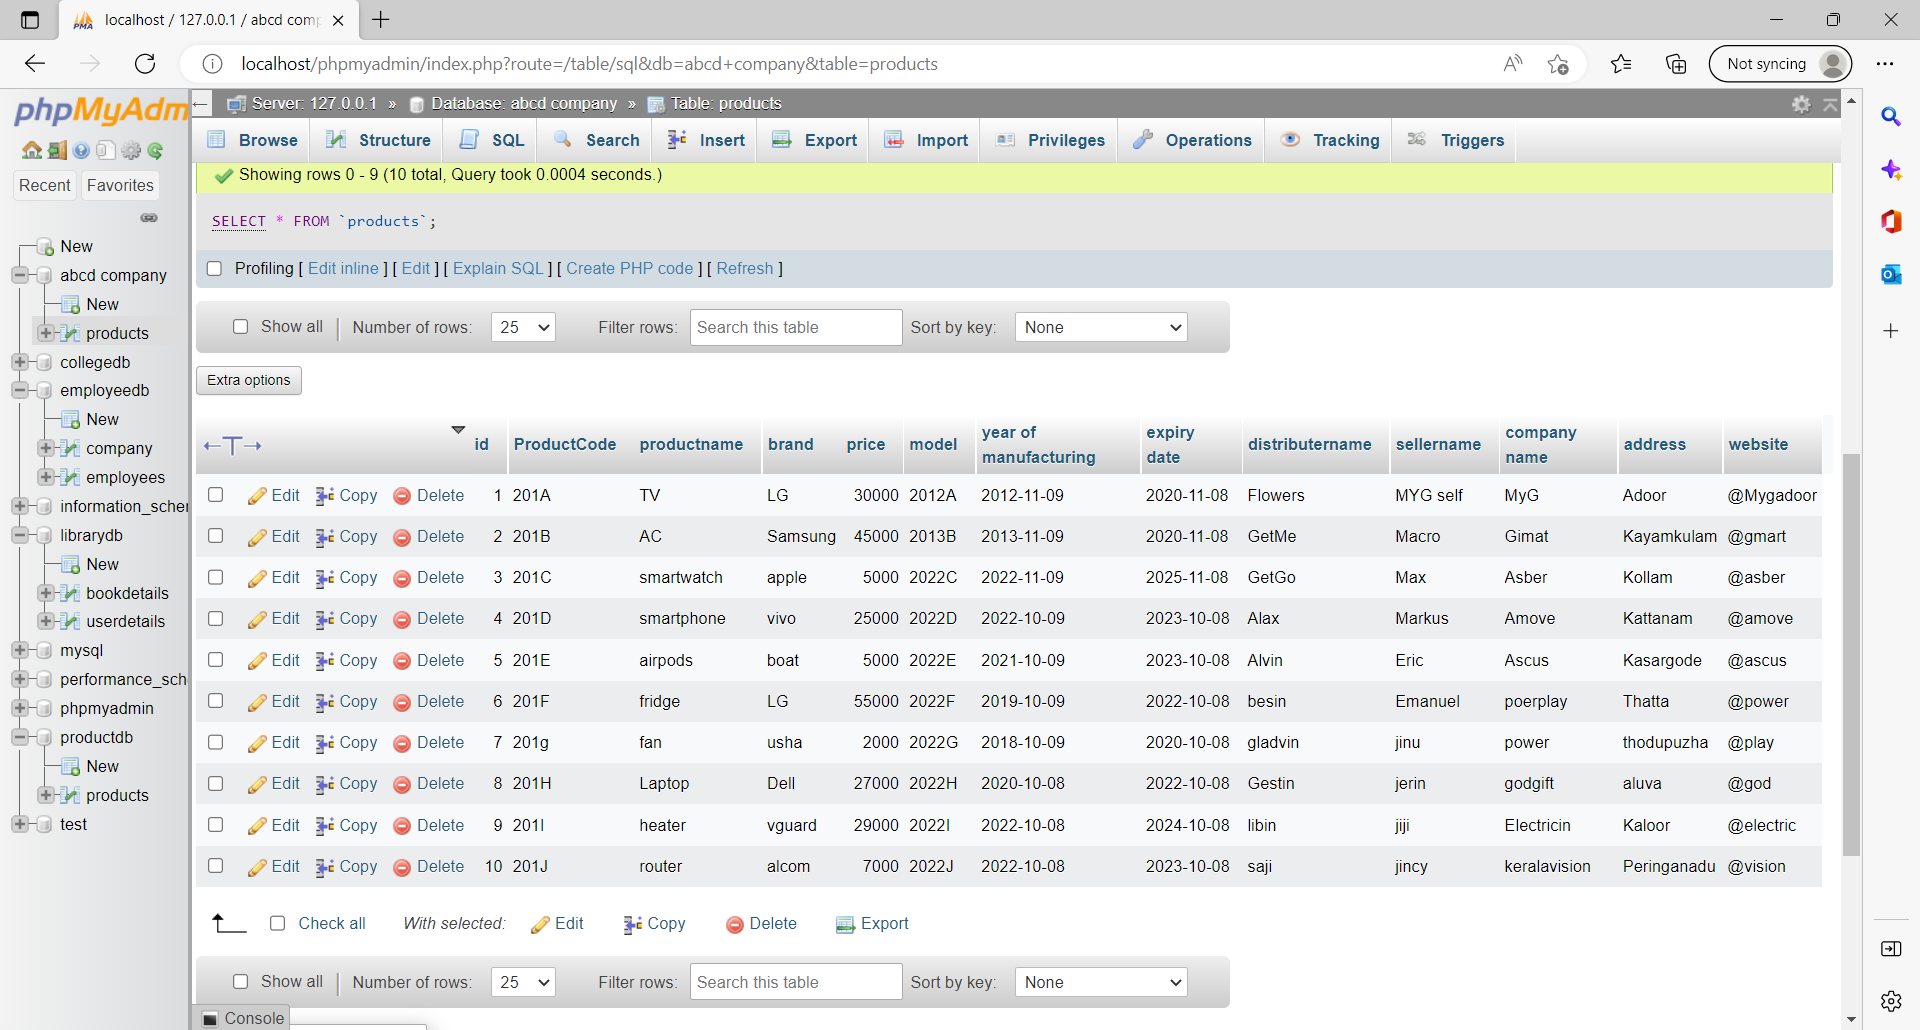 localhost / 127.0.0.1 / abcd comp
localhost/phpmyadmin/index.php?route=/table/sql&db=abcd+company&table=products
Not syncing
phpMyAdm
Recent Favorites
New
abcd company
New
products
collegedb
employeedb
New
company
employees
information_scher
librarydb
New
bookdetails
userdetails
mysql
performance_sch
phpmyadmin
productdb
New
products
test
Server: 127.0.0.1 » Database: abcd company » Table: products
Browse Structure SQL Search Insert Export Import Privileges Operations Tracking Triggers
Showing rows 0 - 9 (10 total, Query took 0.0004 seconds.)
SELECT * FROM `products`;
Profiling [ Edit inline ] [ Edit ] [ Explain SQL ] [ Create PHP code ] [ Refresh ]
Show all Number of rows: 25 Filter rows: Search this table Sort by key: None
Extra options
←T→ id ProductCode productname brand price model year of manufacturing expiry date distributername sellername company name address website
Edit Copy Delete 1 201A TV LG 30000 2012A 2012-11-09 2020-11-08 Flowers MYG self MyG Adoor @Mygadoor
Edit Copy Delete 2 201B AC Samsung 45000 2013B 2013-11-09 2020-11-08 GetMe Macro Gimat Kayamkulam @gmart
Edit Copy Delete 3 201C smartwatch apple 5000 2022C 2022-11-09 2025-11-08 GetGo Max Asber Kollam @asber
Edit Copy Delete 4 201D smartphone vivo 25000 2022D 2022-10-09 2023-10-08 Alax Markus Amove Kattanam @amove
Edit Copy Delete 5 201E airpods boat 5000 2022E 2021-10-09 2023-10-08 Alvin Eric Ascus Kasargode @ascus
Edit Copy Delete 6 201F fridge LG 55000 2022F 2019-10-09 2022-10-08 besin Emanuel poerplay Thatta @power
Edit Copy Delete 7 201g fan usha 2000 2022G 2018-10-09 2020-10-08 gladvin jinu power thodupuzha @play
Edit Copy Delete 8 201H Laptop Dell 27000 2022H 2020-10-08 2022-10-08 Gestin jerin godgift aluva @god
Edit Copy Delete 9 201I heater vguard 29000 2022I 2022-10-08 2024-10-08 libin jiji Electricin Kaloor @electric
Edit Copy Delete 10 201J router alcom 7000 2022J 2022-10-08 2023-10-08 saji jincy keralavision Peringanadu @vision
Check all With selected: Edit Copy Delete Export
Show all Number of rows: 25 Filter rows: Search this table Sort by key: None
Console